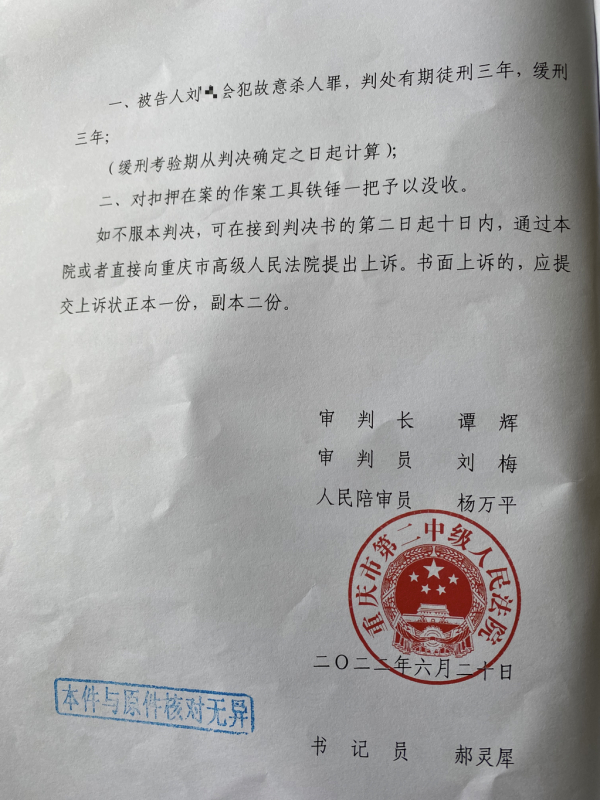 一、被告人刘 会犯故意杀人罪，判处有期徒刑三年，缓刑
三年；
（缓刑考验期从判决确定之日起计算）；
二、对扣押在案的作案工具铁锤一把予以没收。
如不服本判决，可在接到判决书的第二日起十日内，通过本
院或者直接向重庆市高级人民法院提出上诉。书面上诉的，应提
交上诉状正本一份，副本二份。
审 判 长 谭 辉
审 判 员 刘 梅
人民陪审员 杨万平
重庆市第二中级人民法院
二〇二二年六月二十日
本件与原件核对无异
书 记 员 郝灵犀